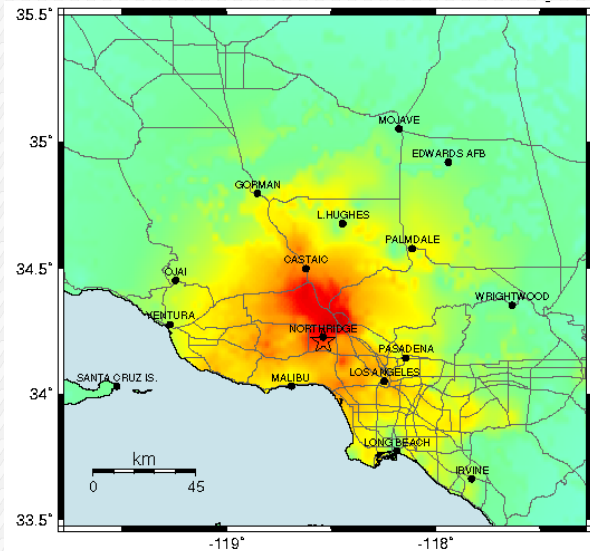 35.5°
MOJAVE
35°
EDWARDS AFB
GORMAN
L.HUGHES
PALMDALE
CASTAIC
34.5°
OJAI
WRIGHTWOOD
VENTURA
NORTHRIDGE
PASADENA
SANTA CRUZ IS.
MALIBU
LOS ANGELES
34°
LONG BEACH
km
IRVINE
0 45
33.5°
-119° -118°